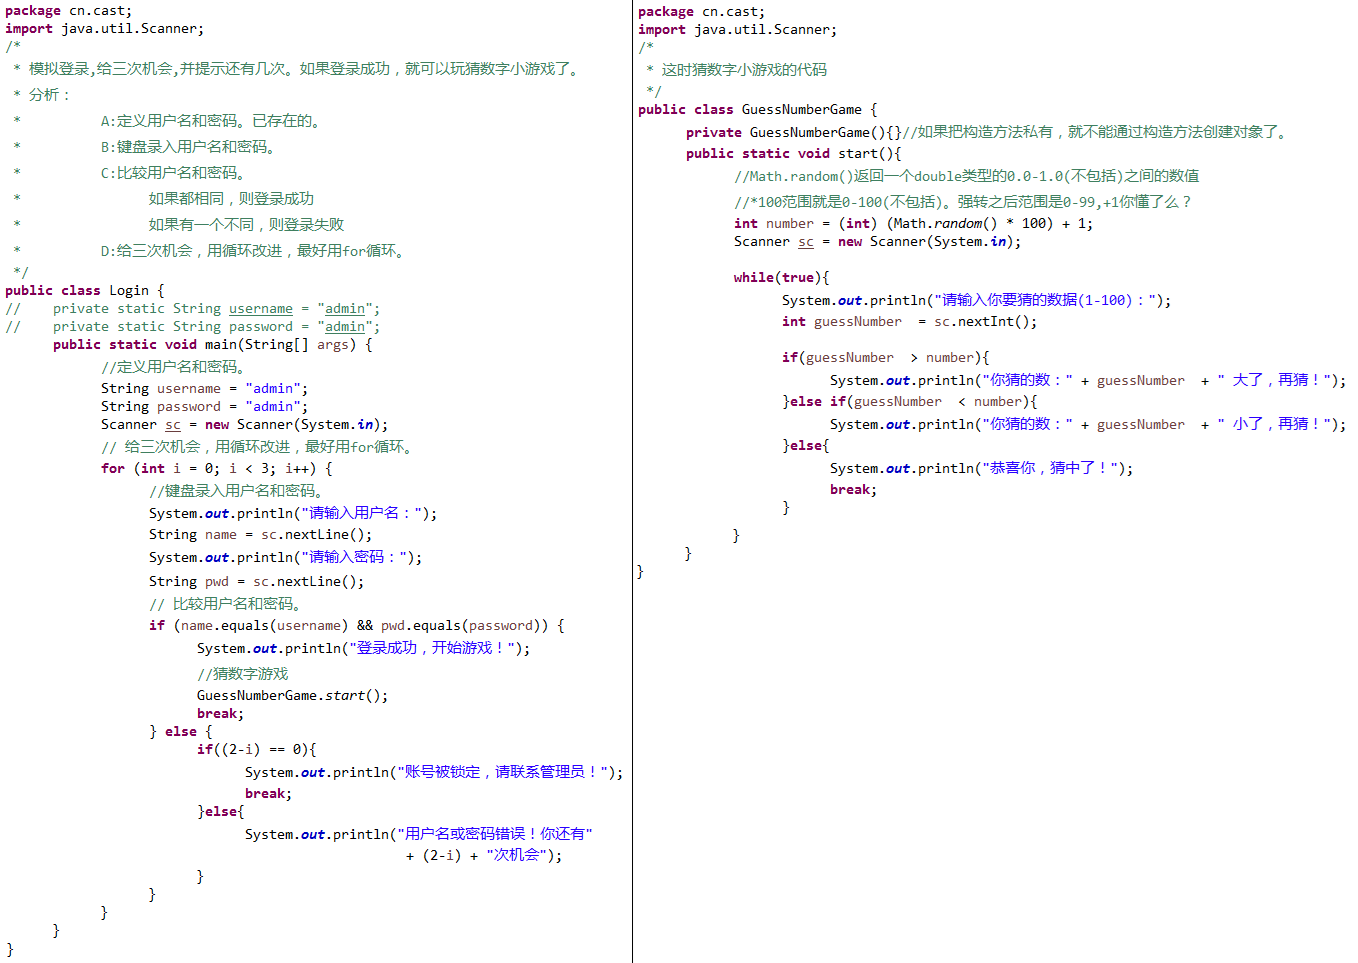 package cn.cast;
import java.util.Scanner;
/*
 * 模拟登录,给三次机会,并提示还有几次。如果登录成功，就可以玩猜数字小游戏了。
 * 分析：
 *          A:定义用户名和密码。已存在的。
 *          B:键盘录入用户名和密码。
 *          C:比较用户名和密码。
 *                如果都相同，则登录成功
 *                如果有一个不同，则登录失败
 *          D:给三次机会，用循环改进，最好用for循环。
 */
public class Login {
//    private static String username = "admin";
//    private static String password = "admin";
      public static void main(String[] args) {
            //定义用户名和密码。
            String username = "admin";
            String password = "admin";
            Scanner sc = new Scanner(System.in);
            // 给三次机会，用循环改进，最好用for循环。
            for (int i = 0; i < 3; i++) {
                  //键盘录入用户名和密码。
                  System.out.println("请输入用户名：");
                  String name = sc.nextLine();
                  System.out.println("请输入密码：");
                  String pwd = sc.nextLine();
                  // 比较用户名和密码。
                  if (name.equals(username) && pwd.equals(password)) {
                        System.out.println("登录成功，开始游戏！");
                        //猜数字游戏
                        GuessNumberGame.start();
                        break;
                  } else {
                        if((2-i) == 0){
                              System.out.println("账号被锁定，请联系管理员！");
                              break;
                        }else{
                              System.out.println("用户名或密码错误！你还有"
                                                  + (2-i) + "次机会");
                        }
                  }
            }
      }
}
package cn.cast;
import java.util.Scanner;
/*
 * 这时猜数字小游戏的代码
 */
public class GuessNumberGame {
      private GuessNumberGame(){}//如果把构造方法私有，就不能通过构造方法创建对象了。
      public static void start(){
            //Math.random()返回一个double类型的0.0-1.0(不包括)之间的数值
            //*100范围就是0-100(不包括)。强转之后范围是0-99,+1你懂了么？
            int number = (int) (Math.random() * 100) + 1;
            Scanner sc = new Scanner(System.in);
            while(true){
                  System.out.println("请输入你要猜的数据(1-100)：");
                  int guessNumber  = sc.nextInt();
                  if(guessNumber  > number){
                        System.out.println("你猜的数：" + guessNumber  + " 大了，再猜！");
                  }else if(guessNumber  < number){
                        System.out.println("你猜的数：" + guessNumber  + " 小了，再猜！");
                  }else{
                        System.out.println("恭喜你，猜中了！");
                        break;
                  }
            }
      }
}